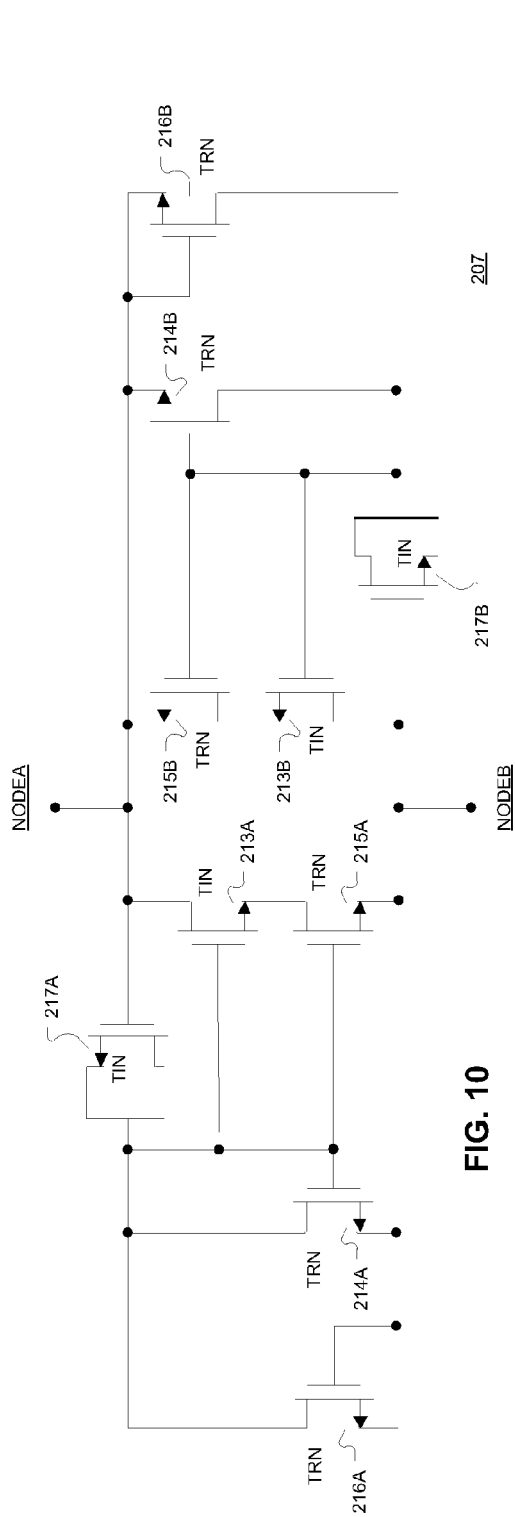 NODEA
217A
TIN
215B
TRN
214B
TRN
216B
TRN
TIN
213A
213B
TIN
TRN
216A
TRN
214A
TRN
215A
TIN
217B
207
NODEB
FIG. 10